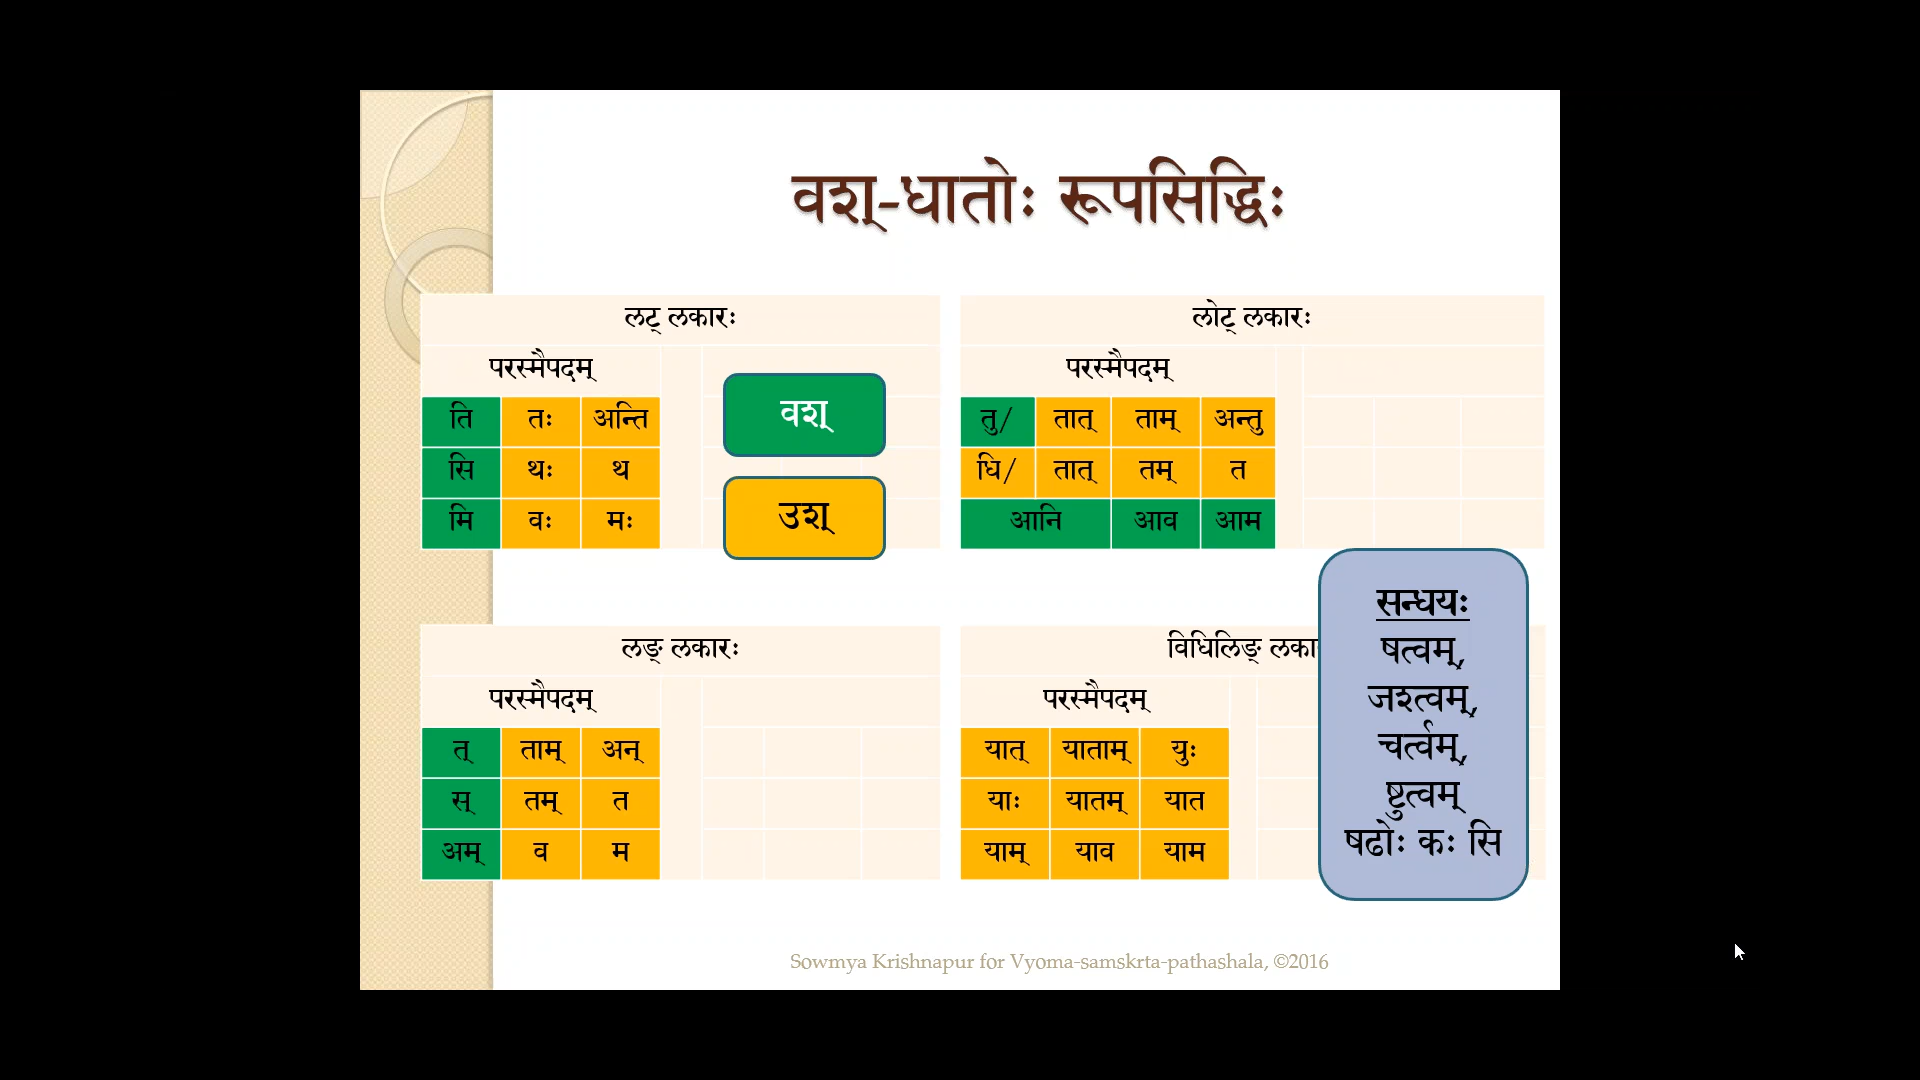 वश्-धातोः रूपसिद्धिः
लट् लकारः
परस्मैपदम्
ति तः अन्ति
सि थः थ
मि वः मः
वश्
उश्
लोट् लकारः
परस्मैपदम्
तु/ तात् ताम् अन्तु
धि/ तात् तम् त
आनि आव आम
लङ् लकारः
परस्मैपदम्
त् ताम् अन्
स् तम् त
अम् व म
विधिलिङ् लका
परस्मैपदम्
यात् याताम् युः
याः यातम् यात
याम् याव याम
सन्धयः
षत्वम्,
जश्त्वम्,
चर्त्वम्,
ष्टुत्वम्
षढोः कः सि
Sowmya Krishnapur for Vyoma-samskrta-pathashala, ©2016